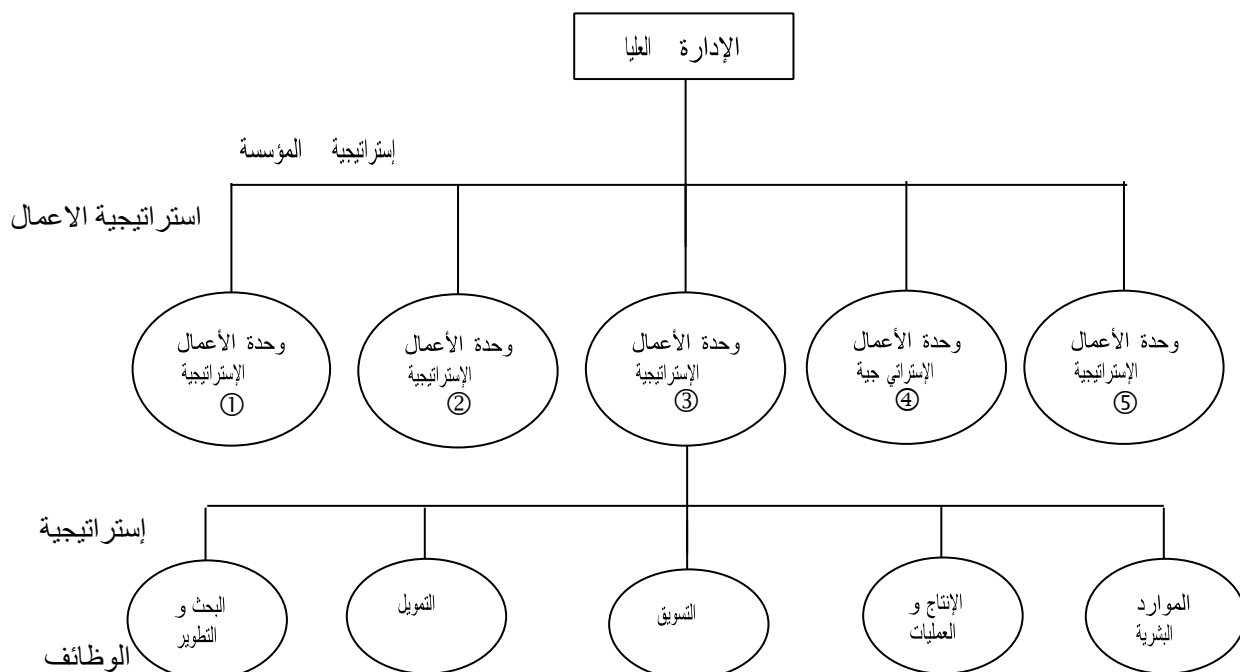 الإدارة العليا
إستراتيجية المؤسسة
استراتيجية الاعمال
وحدة الأعمال
الإستراتيجية
①
وحدة الأعمال
الإستراتيجية
②
وحدة الأعمال
الإستراتيجية
③
وحدة الأعمال
الإستراتي جية
④
وحدة الأعمال
الإستراتيجية
⑤
إستراتيجية
الوظائف
البحث و
التطوير
التمويل
التسويق
الإنتاج و
العمليات
الموارد
البشرية